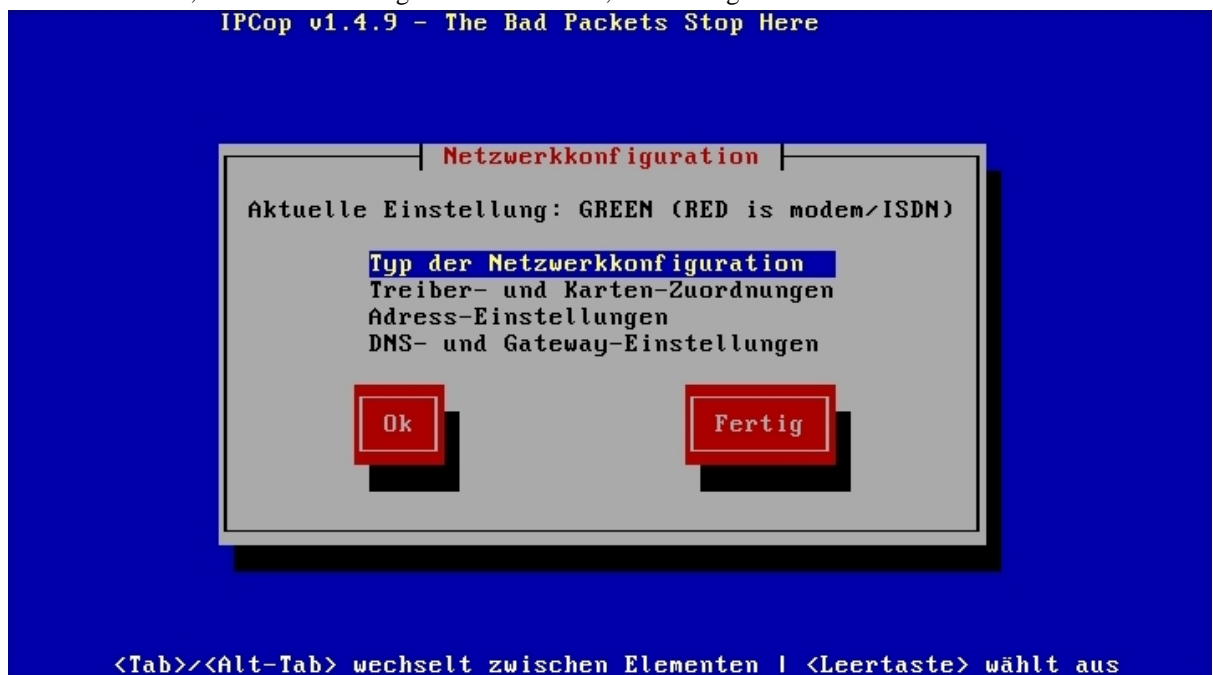 IPCop v1.4.9 - The Bad Packets Stop Here
Netzwerkkonfiguration
Aktuelle Einstellung: GREEN (RED is modem/ISDN)
Typ der Netzwerkkonfiguration
Treiber- und Karten-Zuordnungen
Adress-Einstellungen
DNS- und Gateway-Einstellungen
Ok Fertig
<Tab>/<Alt-Tab> wechselt zwischen Elementen | <Leertaste> wählt aus